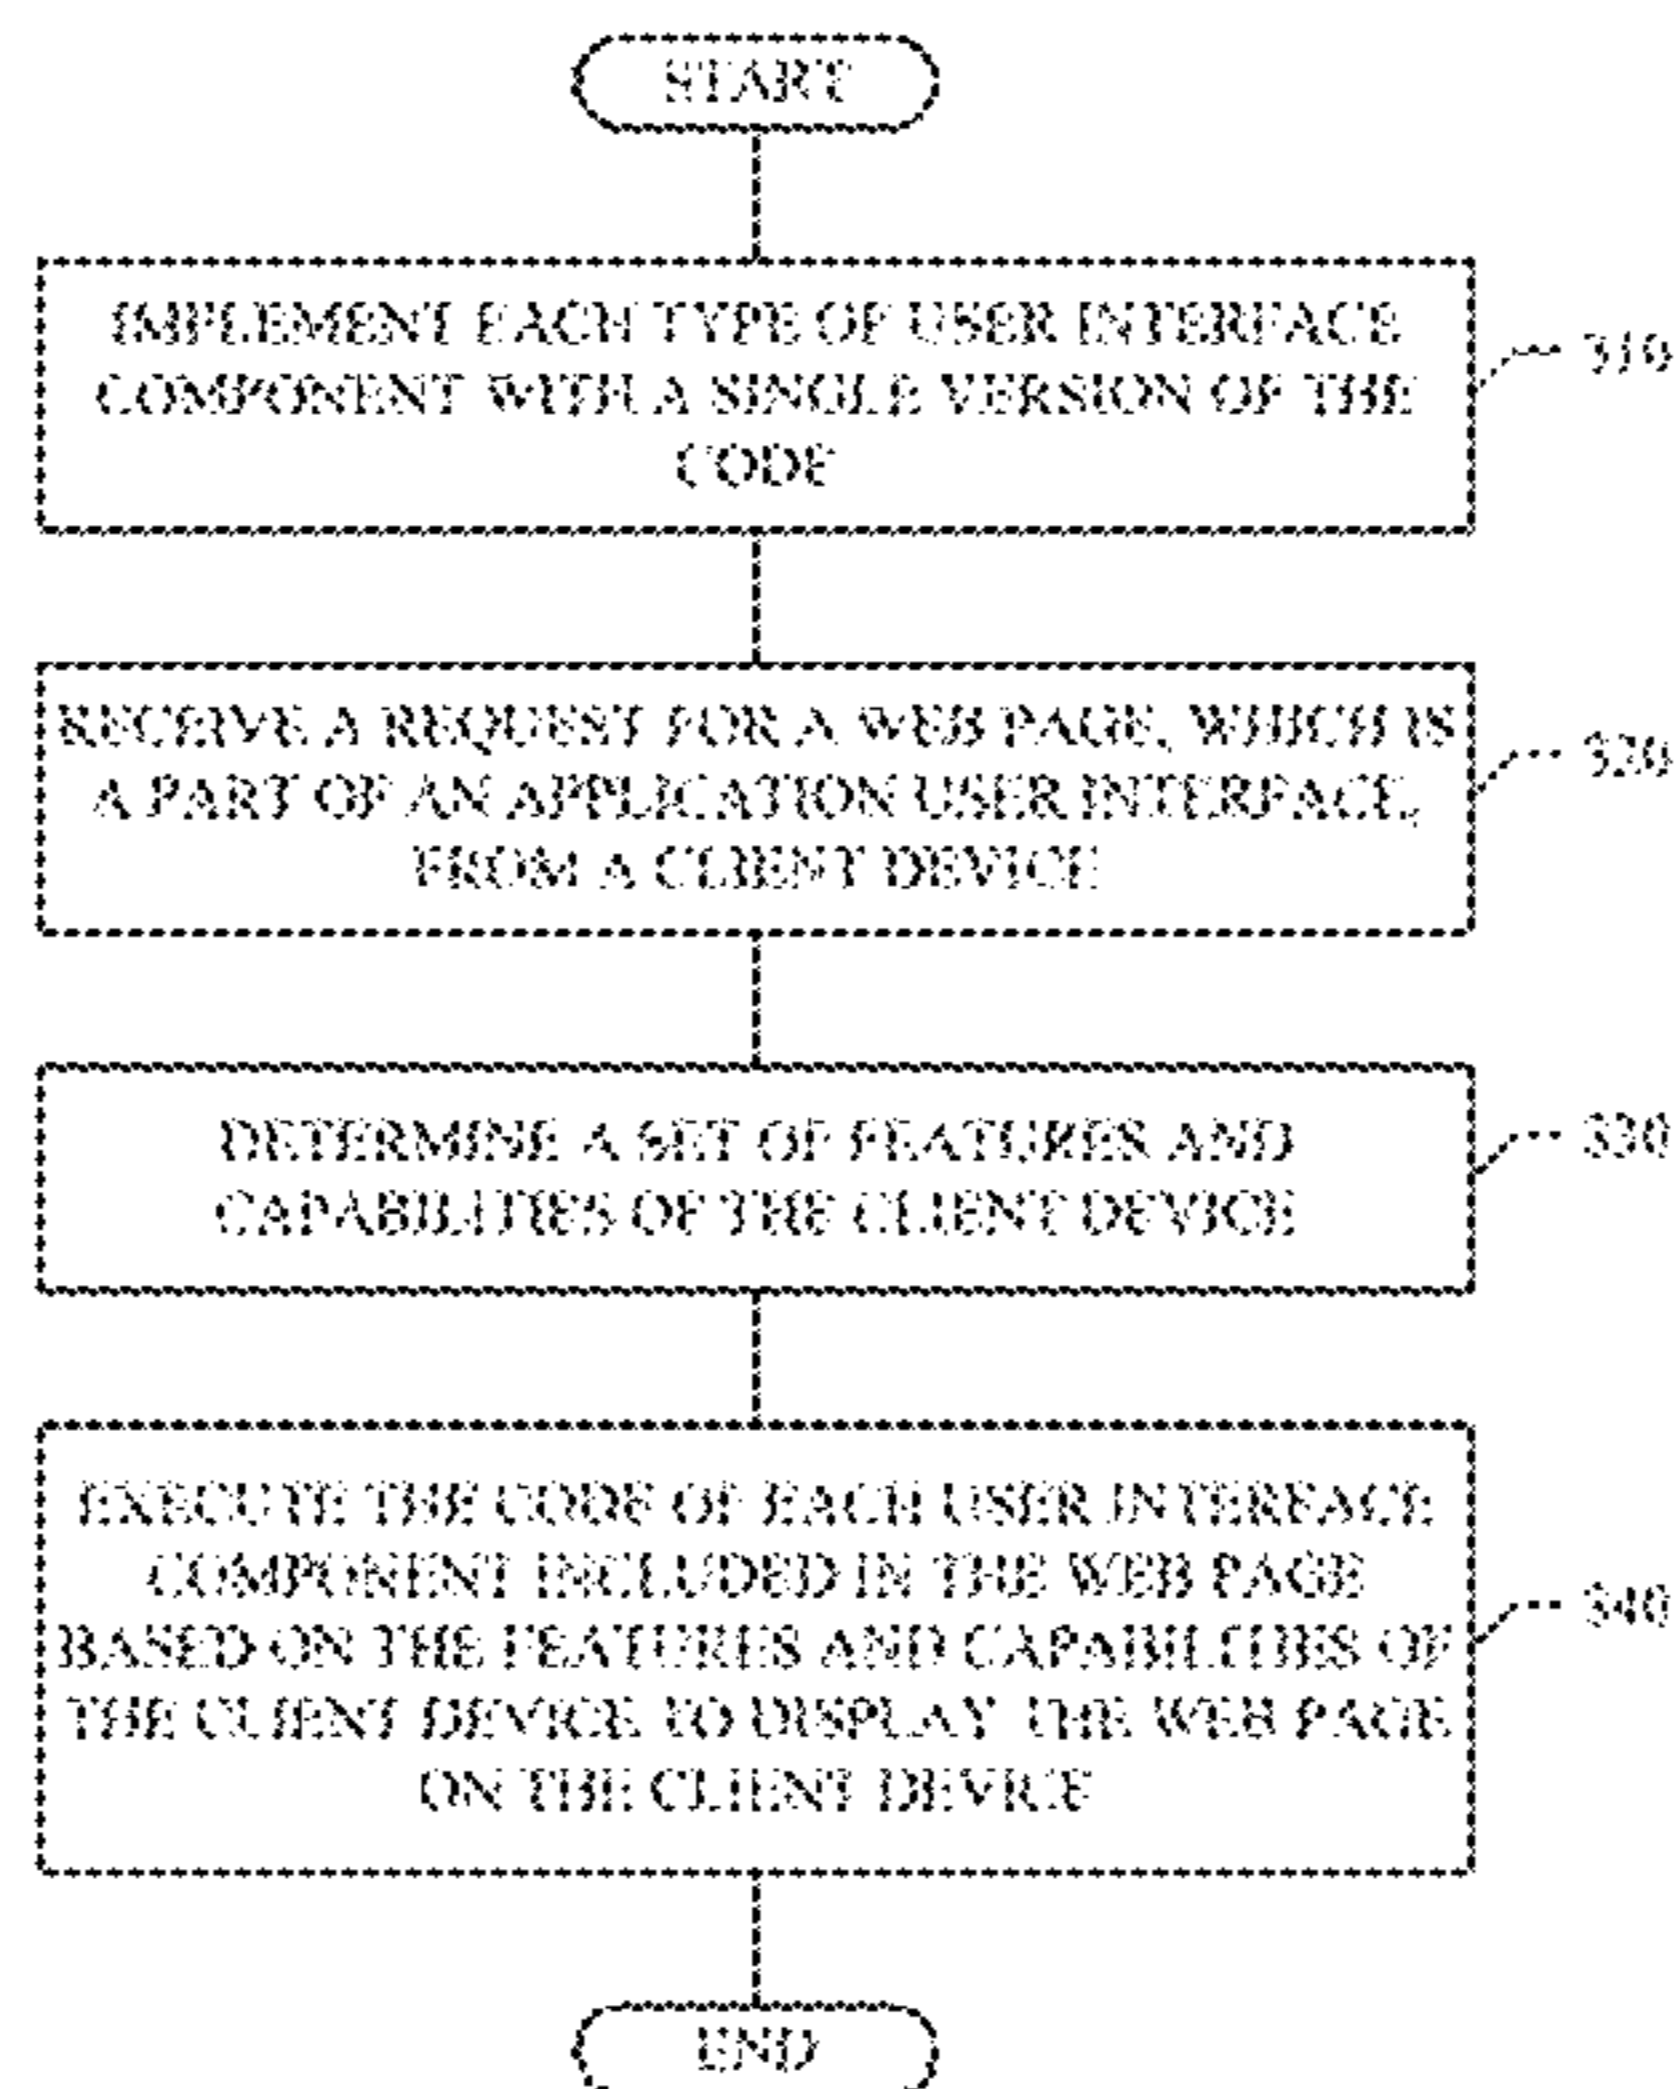 START
IMPLEMENT EACH TYPE OF USER INTERFACE
COMPONENT WITH A SINGLE VERSION OF THE
CODE
310
RECEIVE A REQUEST FOR A WEB PAGE, WHICH IS
A PART OF AN APPLICATION USER INTERFACE,
FROM A CLIENT DEVICE
320
DETERMINE A SET OF FEATURES AND
CAPABILITIES OF THE CLIENT DEVICE
330
EXECUTE THE CODE OF EACH USER INTERFACE
COMPONENT INCLUDED IN THE WEB PAGE
BASED ON THE FEATURES AND CAPABILITIES OF
THE CLIENT DEVICE TO DISPLAY THE WEB PAGE
ON THE CLIENT DEVICE
340
END